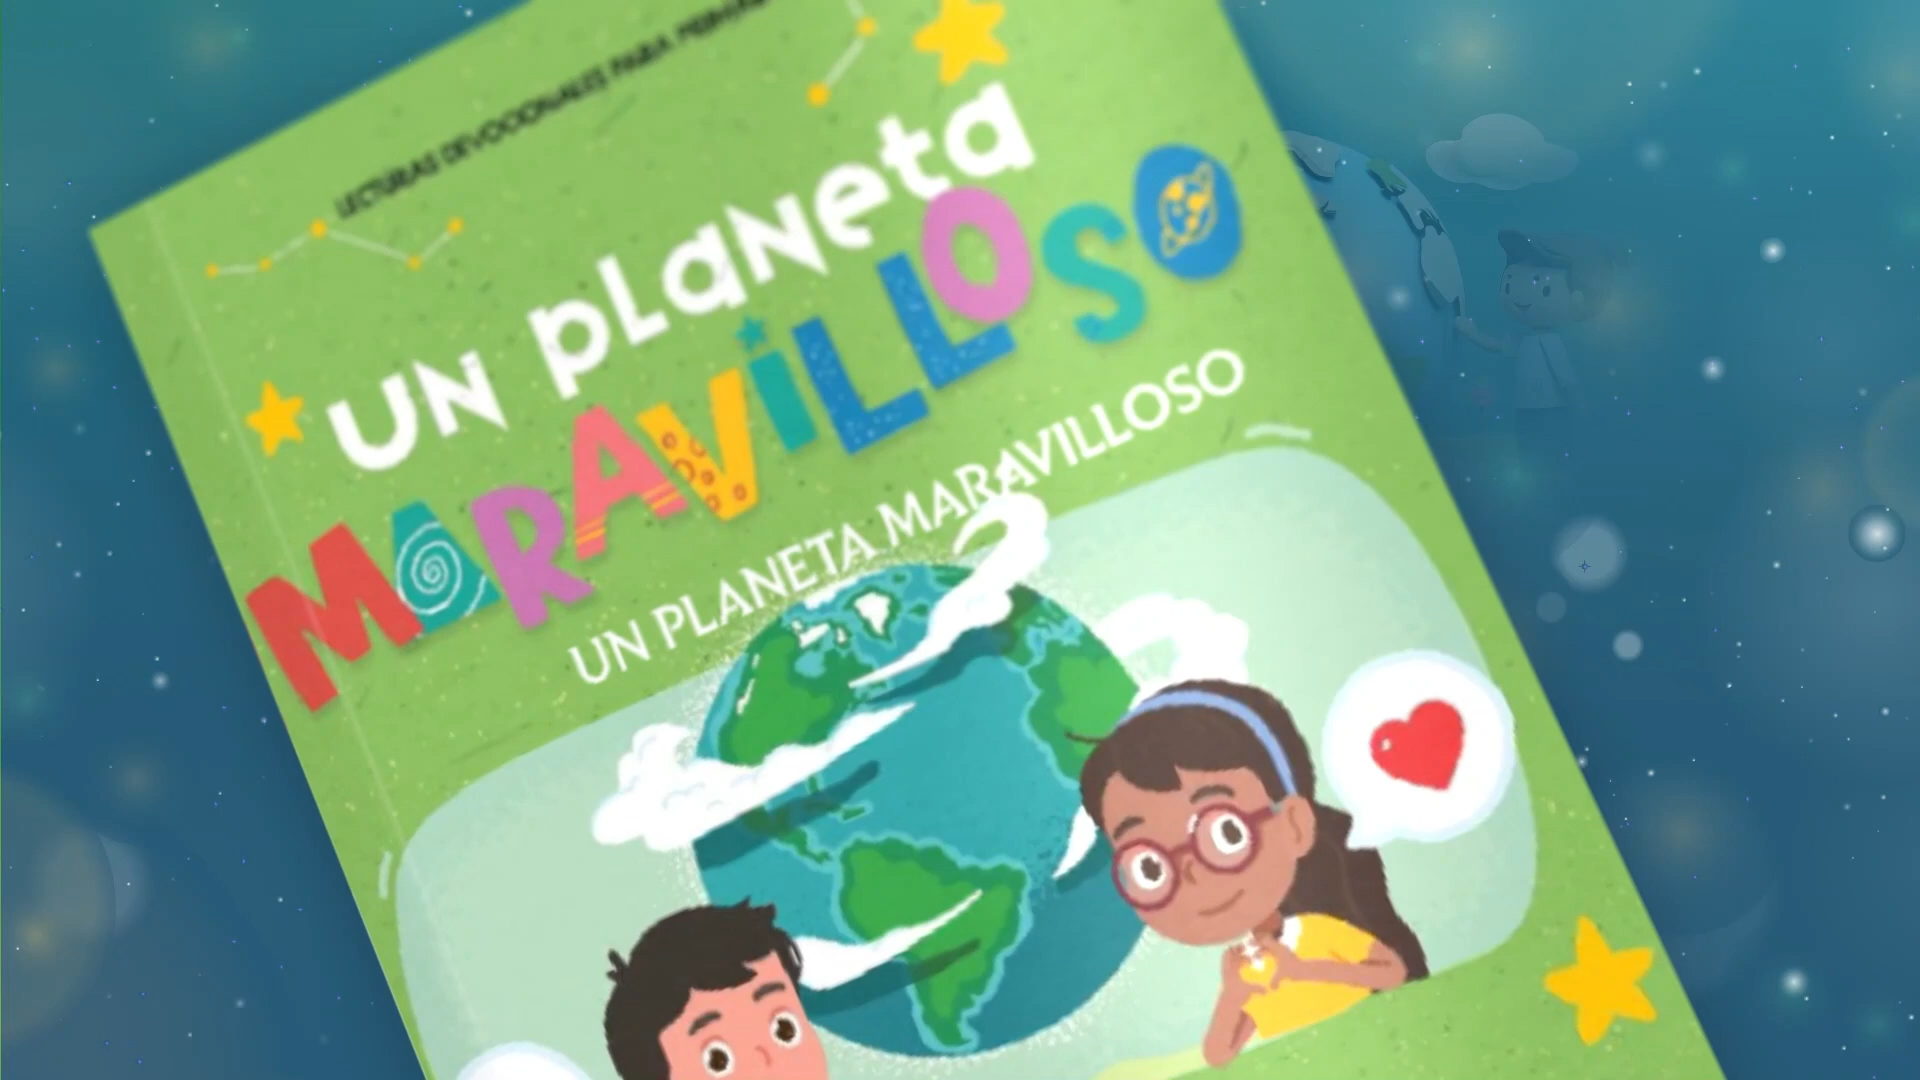 LECTURAS DEVOCIONALES PARA
UN PLANETA
MARAVILLOSO
UN PLANETA MARAVILLOSO